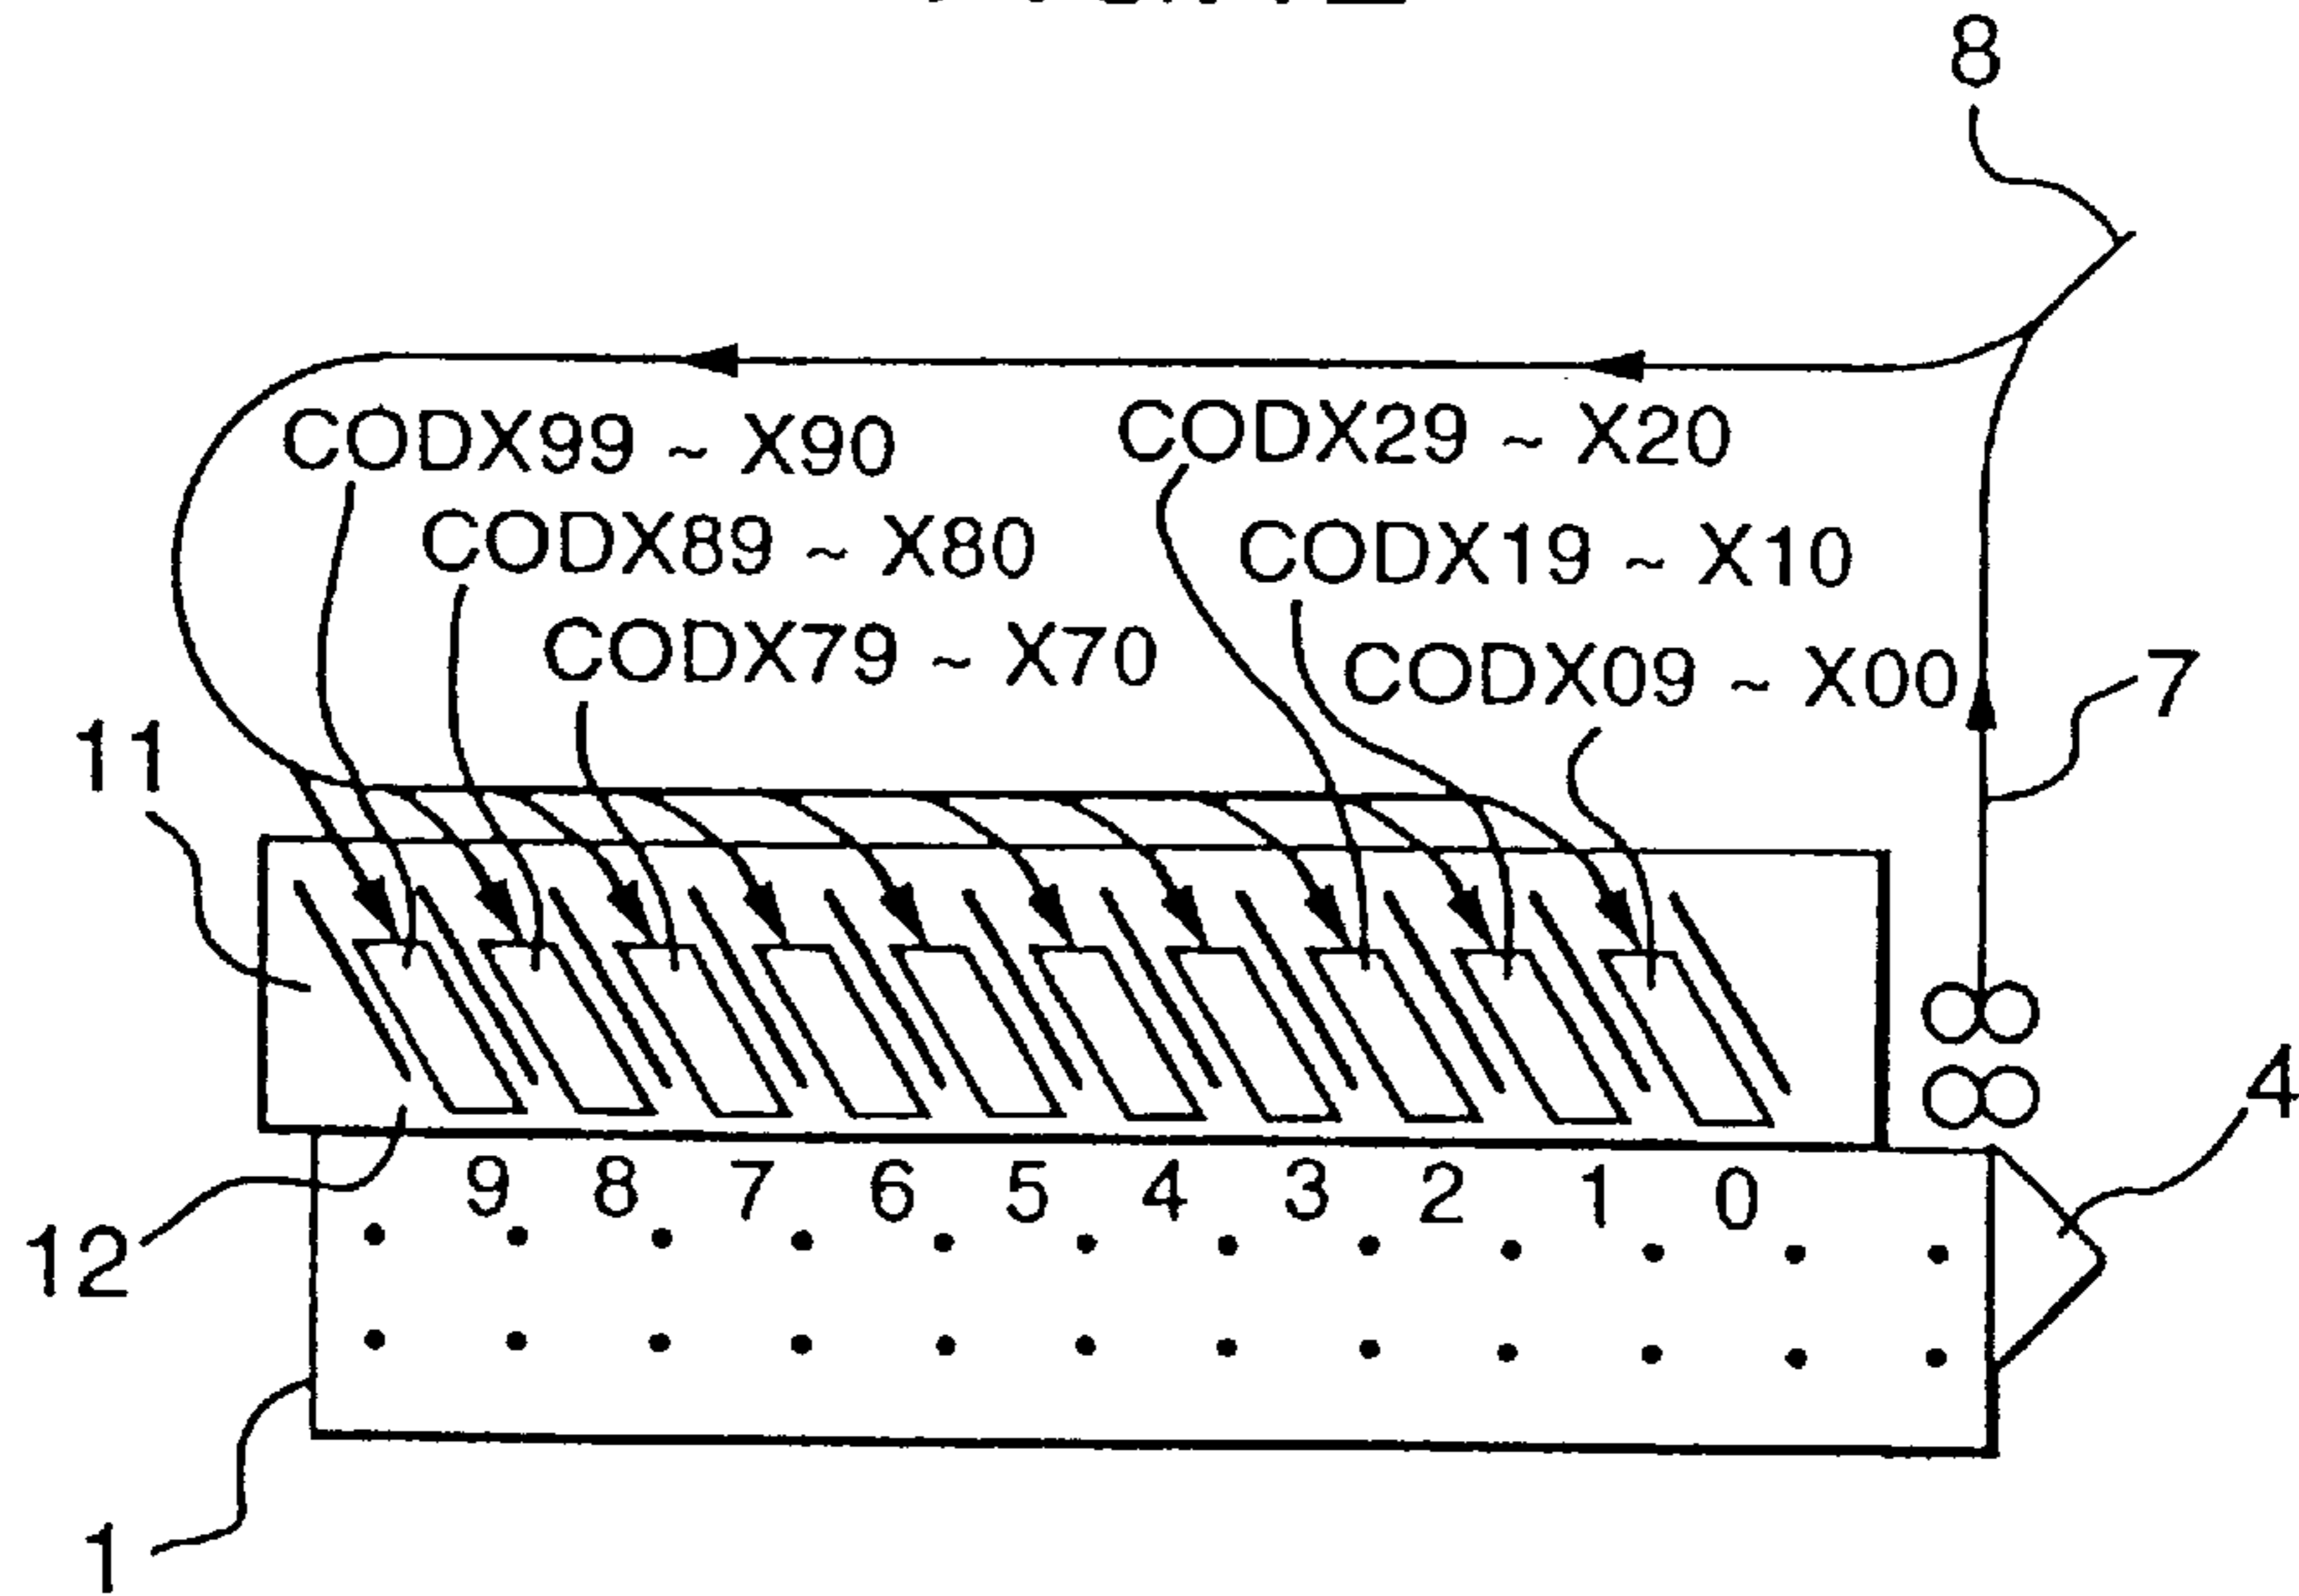 8
CODX99 ~ X90
CODX29 ~ X20
CODX89 ~ X80
CODX19 ~ X10
CODX79 ~ X70
CODX09 ~ X00
7
11
4
9 8 7 6 5 4 3 2 1 0
12
1